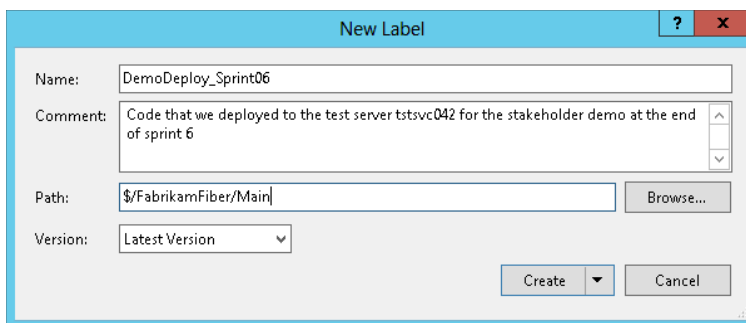 New Label
? x
Name: DemoDeploy_Sprint06
Comment: Code that we deployed to the test server tstsvc042 for the stakeholder demo at the end
of sprint 6
Path: $/FabrikamFiber/Main Browse...
Version: Latest Version
Create Cancel